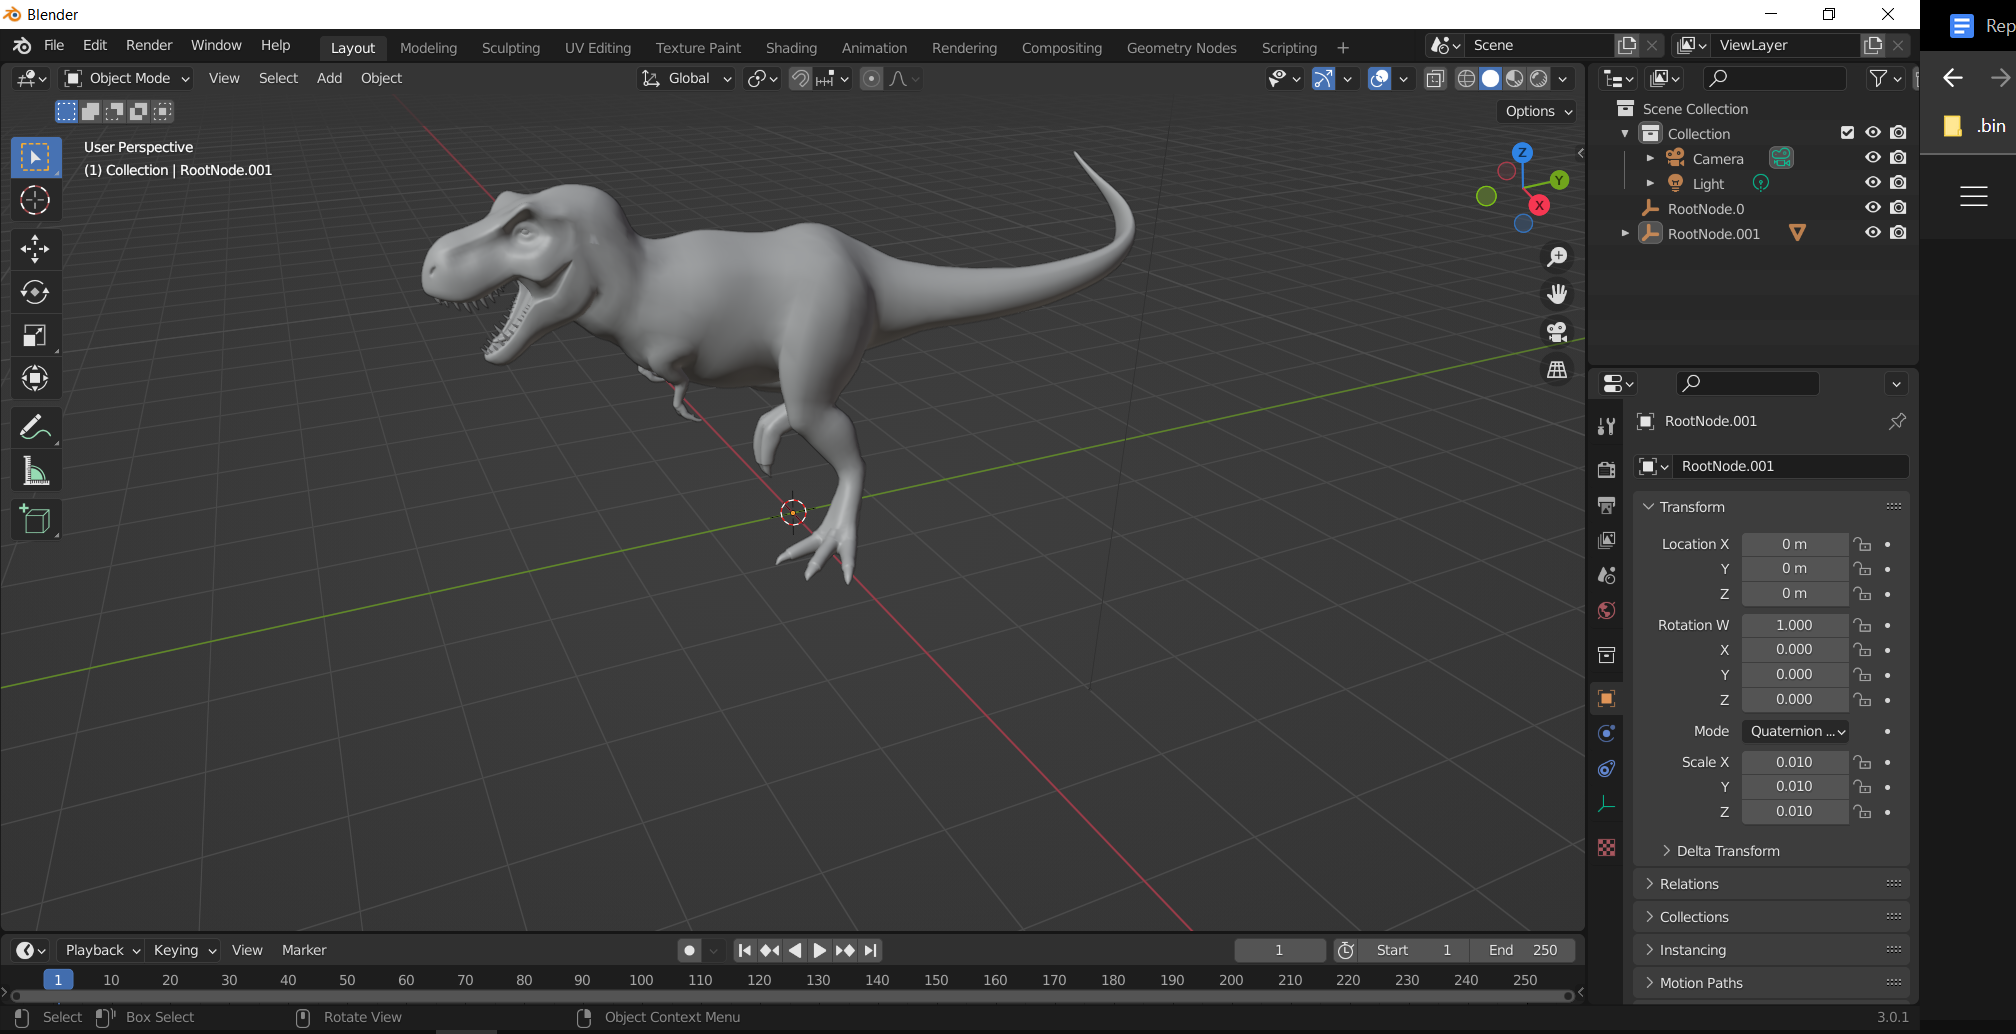 Blender
Rep
File Edit Render Window Help
Layout Modeling Sculpting UV Editing Texture Paint Shading Animation Rendering Compositing Geometry Nodes Scripting +
Scene
ViewLayer
Object Mode View Select Add Object
Global
Options
User Perspective
(1) Collection | RootNode.001
Z
Y
X
Scene Collection
Collection
Camera
Light
RootNode.0
RootNode.001
.bin
RootNode.001
RootNode.001
Transform
Location X 0 m
Y 0 m
Z 0 m
Rotation W 1.000
X 0.000
Y 0.000
Z 0.000
Mode Quaternion ...
Scale X 0.010
Y 0.010
Z 0.010
Delta Transform
Relations
Collections
Instancing
Motion Paths
Playback Keying View Marker
1 Start 1 End 250
1 10 20 30 40 50 60 70 80 90 100 110 120 130 140 150 160 170 180 190 200 210 220 230 240 250
Select Box Select Rotate View Object Context Menu
3.0.1